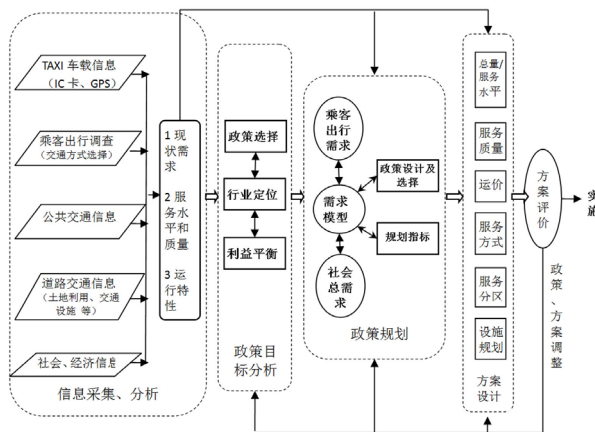 TAXI 车载信息
（IC 卡、GPS）
乘客出行调查
（交通方式选择）
公共交通信息
道路交通信息
（土地利用、交通
设施 等）
社会、经济信息
信息采集、分析
1 现
状需
求
2 服
务水
平和
质量
3 运
行特
性
政策选择
行业定位
利益平衡
政策目
标分析
乘客
出行
需求
需求
模型
社会
总需
求
政策设计及
选择
规划指标
政策规划
总量/
服务
水平
服务
质量
运价
服务
方式
服务
分区
设施
规划
方案
设计
方案评价
实施
政策、方案调整